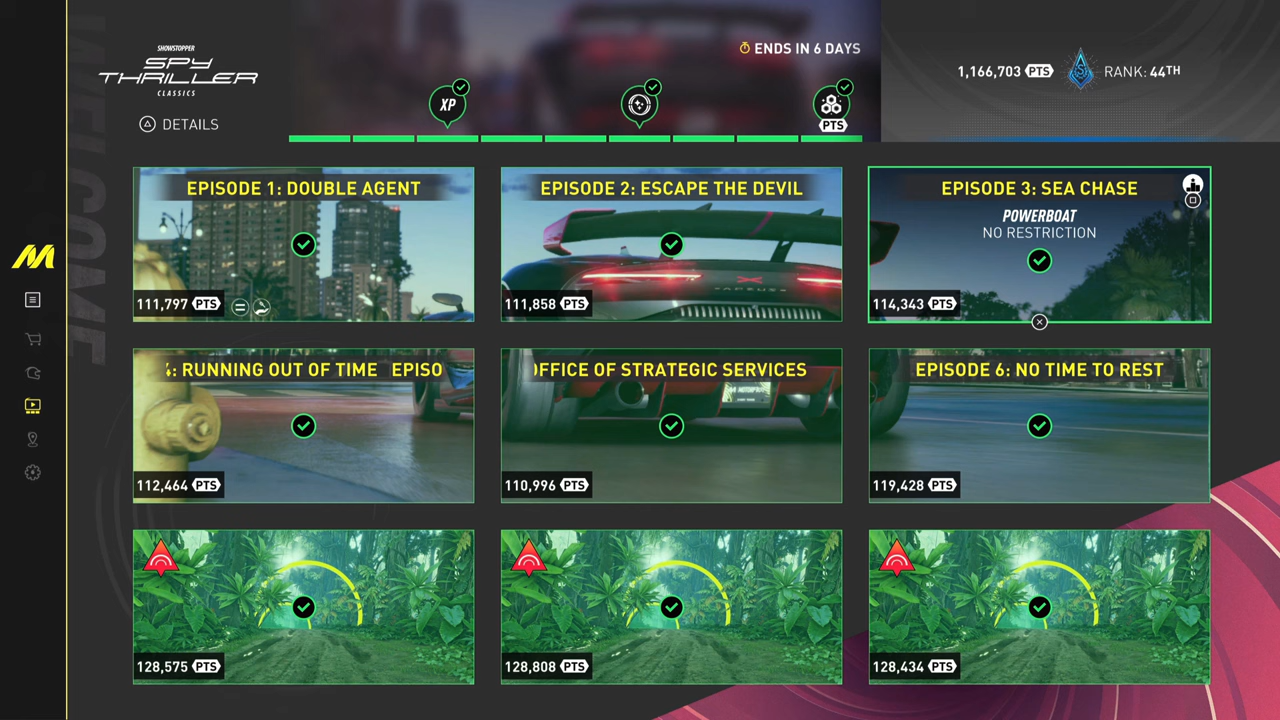 SHOWSTOPPER
SPY
THRILLER
CLASSICS
DETAILS
ENDS IN 6 DAYS
XP
PTS
1,166,703 PTS
RANK: 44TH
WELCOME
EPISODE 1: DOUBLE AGENT
111,797 PTS
EPISODE 2: ESCAPE THE DEVIL
111,858 PTS
EPISODE 3: SEA CHASE
POWERBOAT
NO RESTRICTION
114,343 PTS
4: RUNNING OUT OF TIME EPISO
112,464 PTS
OFFICE OF STRATEGIC SERVICES
110,996 PTS
EPISODE 6: NO TIME TO REST
119,428 PTS
128,575 PTS
128,808 PTS
128,434 PTS